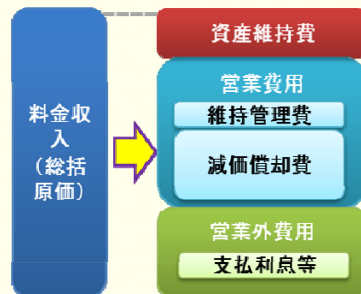 料金収
入
（総括
原価）
資産維持費
営業費用
維持管理費
減価償却費
営業外費用
支払利息等